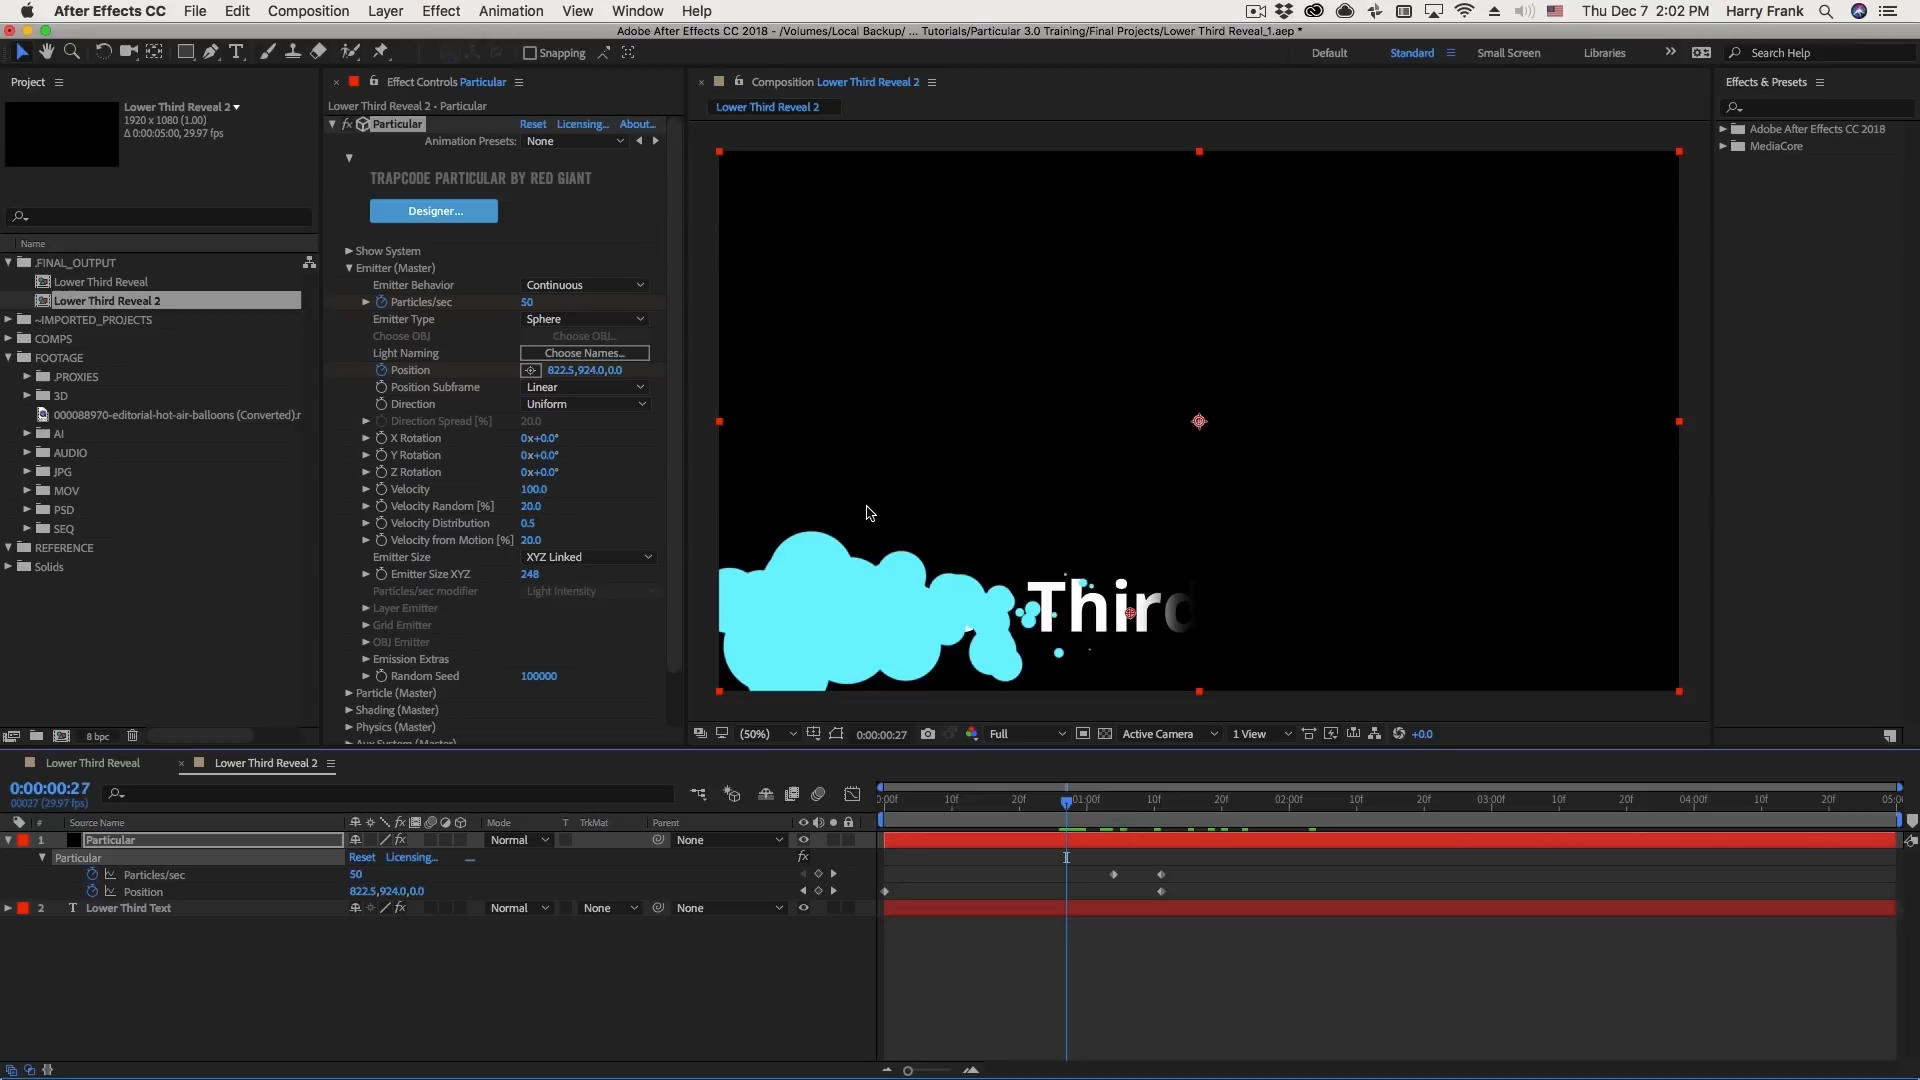 After Effects CC File Edit Composition Layer Effect Animation View Window Help Thu Dec 7 2:02 PM Harry Frank
Adobe After Effects CC 2018 - /Volumes/Local Backup/ ... Tutorials/Particular 3.0 Training/Final Projects/Lower Third Reveal_1.aep *
Snapping Default Standard Small Screen Libraries Search Help
Project
Lower Third Reveal 2
1920 x 1080 (1.00)
Δ 0:00:05:00, 29.97 fps
Name
.FINAL_OUTPUT
Lower Third Reveal
Lower Third Reveal 2
~IMPORTED_PROJECTS
COMPS
FOOTAGE
.PROXIES
3D
000088970-editorial-hot-air-balloons (Converted).r
AI
AUDIO
JPG
MOV
PSD
SEQ
REFERENCE
Solids
8 bpc
Effect Controls Particular
Lower Third Reveal 2 • Particular
fx Particular Reset Licensing... About...
Animation Presets: None
TRAPCODE PARTICULAR BY RED GIANT
Designer...
Show System
Emitter (Master)
Emitter Behavior Continuous
Particles/sec 50
Emitter Type Sphere
Choose OBJ Choose OBJ...
Light Naming Choose Names...
Position 822.5,924.0,0.0
Position Subframe Linear
Direction Uniform
Direction Spread [%] 20.0
X Rotation 0x+0.0°
Y Rotation 0x+0.0°
Z Rotation 0x+0.0°
Velocity 100.0
Velocity Random [%] 20.0
Velocity Distribution 0.5
Velocity from Motion [%] 20.0
Emitter Size XYZ Linked
Emitter Size XYZ 248
Particles/sec modifier Light Intensity
Layer Emitter
Grid Emitter
OBJ Emitter
Emission Extras
Random Seed 100000
Particle (Master)
Shading (Master)
Physics (Master)
Aux System (Master)
Composition Lower Third Reveal 2
Lower Third Reveal 2
Third
(50%) 0:00:00:27 Full Active Camera 1 View +0.0
Effects & Presets
Adobe After Effects CC 2018
MediaCore
Lower Third Reveal Lower Third Reveal 2
0:00:00:27
00027 (29.97 fps)
0:00f 10f 20f 01:00f 10f 20f 02:00f 10f 20f 03:00f 10f 20f 04:00f 10f 20f 05:0
# Source Name fx Mode T TrkMat Parent
1 Particular fx Normal None
Particular Reset Licensing... fx
Particles/sec 50
Position 822.5,924.0,0.0
2 T Lower Third Text fx Normal None None